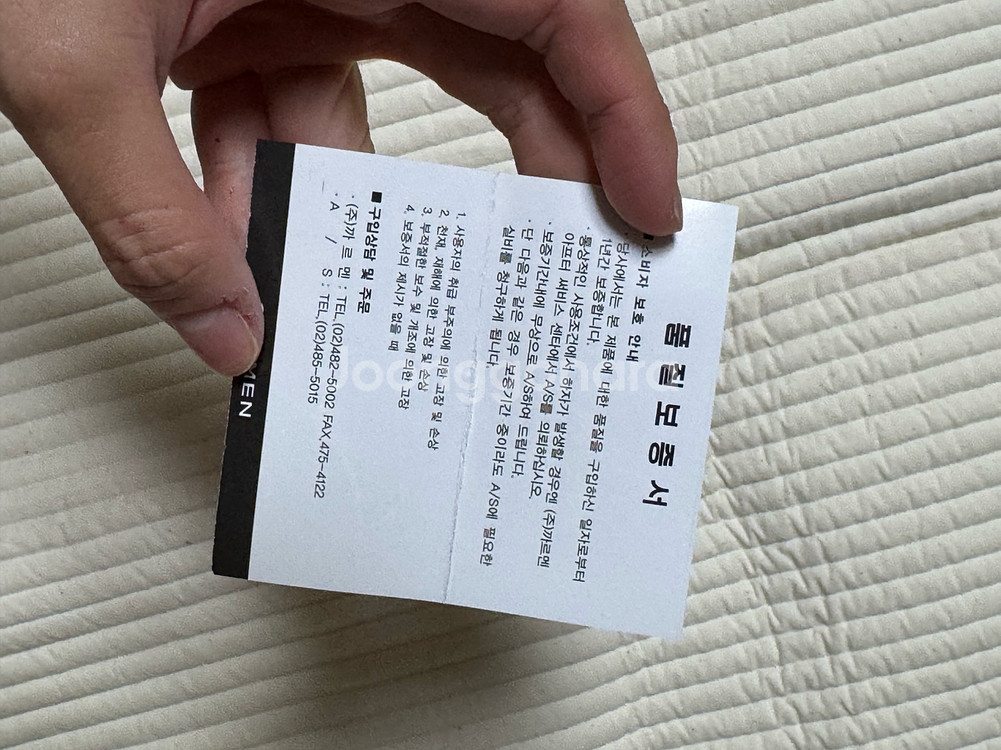 품질보증서
소비자 보호 안내
당사에서는 본 제품에 대한 품질을 구입하신 일자로부터
1년간 보증합니다.
· 통상적인 사용조건에서 하자가 발생할 경우엔 (주)까르멘
아프터 써비스 센타에서 A/S를 의뢰하십시오.
· 보증기간내에 무상으로 A/S하여 드립니다.
· 단 다음과 같은 경우 보증기간 중이라도 A/S에 필요한
실비를 청구하게 됩니다.
1. 사용자의 취급 부주의에 의한 고장 및 손상
2. 천재, 재해에 의한 고장 및 손상
3. 부적절한 보수 및 개조에 의한 고장
4. 보증서의 제시가 없을 때
■ 구입상담 및 주문
· (주)까르멘 : TEL.(02)482-5002 FAX.475-4122
· A / S : TEL.(02)485-5015
MEN